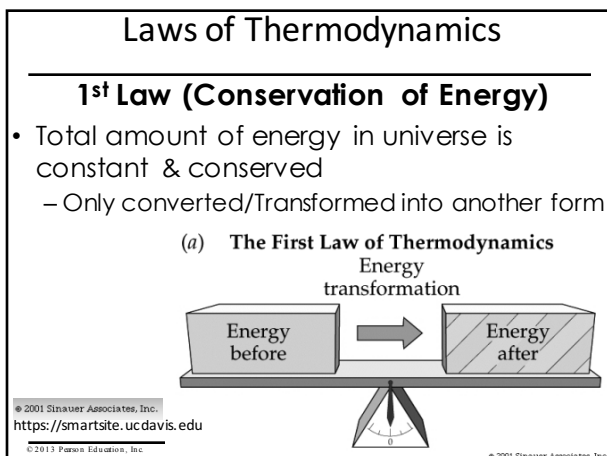 Laws of Thermodynamics
1st Law (Conservation of Energy)
• Total amount of energy in universe is
constant & conserved
– Only converted/Transformed into another form
(a) The First Law of Thermodynamics
Energy
transformation
Energy
before
Energy
after
0
© 2001 Sinauer Associates, Inc.
https://smartsite.ucdavis.edu
©2013 Pearson Education, Inc
© 2001 Sinauer Associates, Inc.